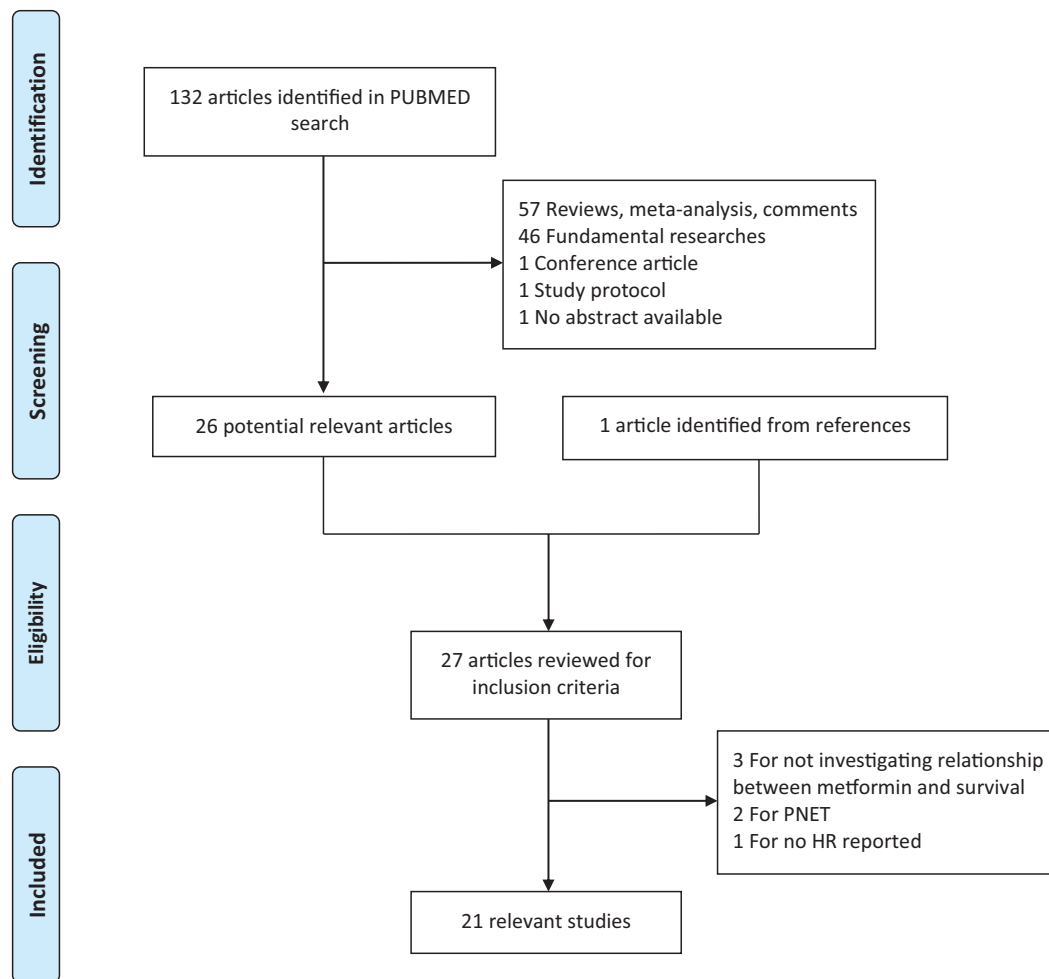 Identification
132 articles identified in PUBMED
search
57 Reviews, meta-analysis, comments
46 Fundamental researches
1 Conference article
1 Study protocol
1 No abstract available
Screening
26 potential relevant articles
1 article identified from references
Eligibility
27 articles reviewed for
inclusion criteria
3 For not investigating relationship
between metformin and survival
2 For PNET
1 For no HR reported
Included
21 relevant studies